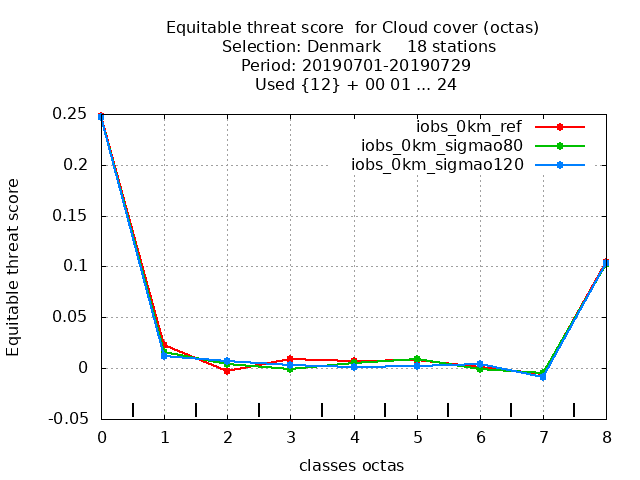 Equitable threat score  for Cloud cover (octas)
Selection: Denmark     18 stations
Period: 20190701-20190729
Used {12} + 00 01 ... 24
iobs_0km_ref
iobs_0km_sigmao80
iobs_0km_sigmao120
Equitable threat score
0.25
0.2
0.15
0.1
0.05
0
-0.05
0 1 2 3 4 5 6 7 8
classes octas